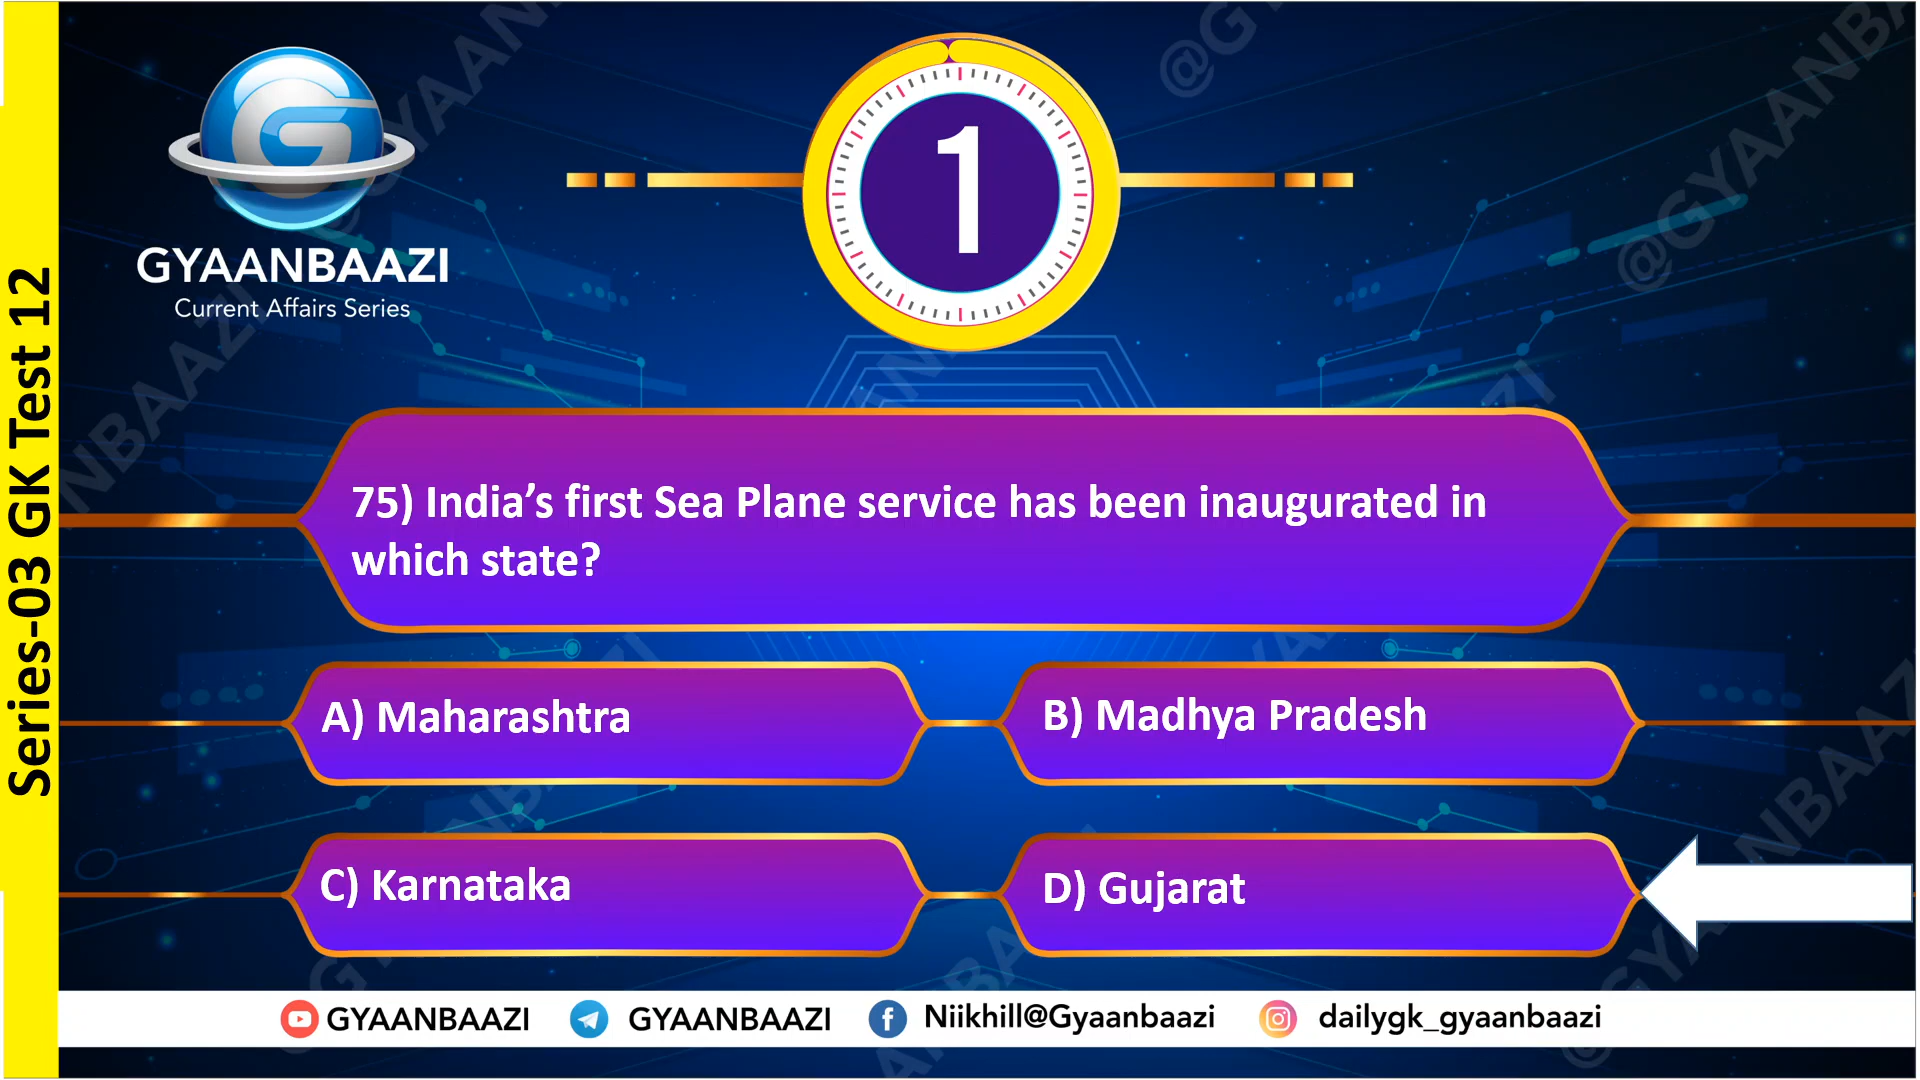 Series-03 GK Test 12
GYAANBAAZI
Current Affairs Series
1
75) India’s first Sea Plane service has been inaugurated in
which state?
A) Maharashtra
B) Madhya Pradesh
C) Karnataka
D) Gujarat
GYAANBAAZI
GYAANBAAZI
Niikhill@Gyaanbaazi
dailygk_gyaanbaazi
@GYAANBAAZI